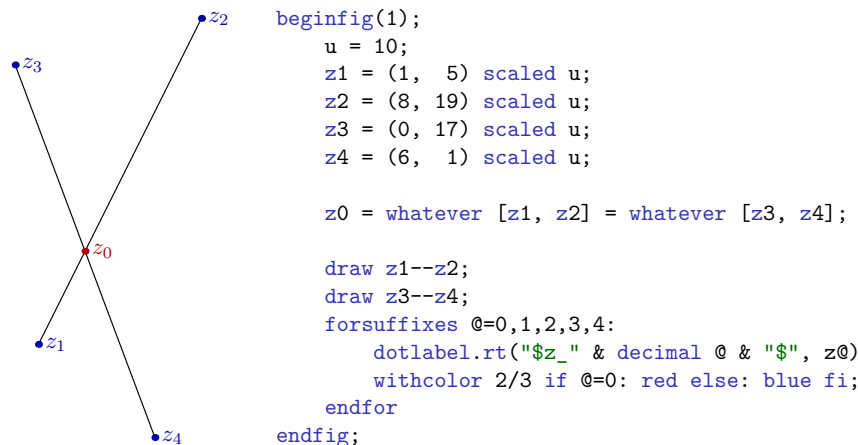 z₂
z₃
z₀
z₁
z₄
beginfig(1);
    u = 10;
    z1 = (1,  5) scaled u;
    z2 = (8, 19) scaled u;
    z3 = (0, 17) scaled u;
    z4 = (6,  1) scaled u;

    z0 = whatever [z1, z2] = whatever [z3, z4];

    draw z1--z2;
    draw z3--z4;
    forsuffixes @=0,1,2,3,4:
        dotlabel.rt("$z_" & decimal @ & "$", z@)
        withcolor 2/3 if @=0: red else: blue fi;
    endfor
endfig;